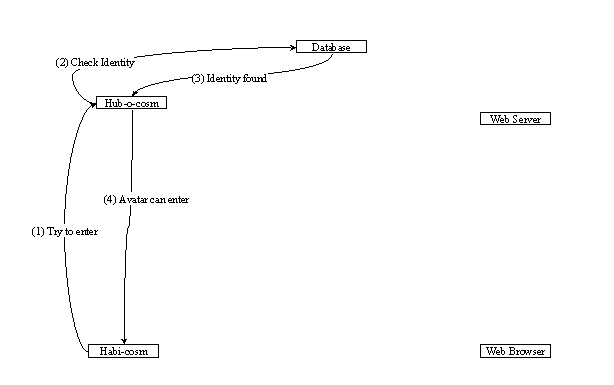 Database
(2) Check Identity
(3) Identity found
Hub-o-cosm
Web Server
(4) Avatar can enter
(1) Try to enter
Habi-cosm
Web Browser